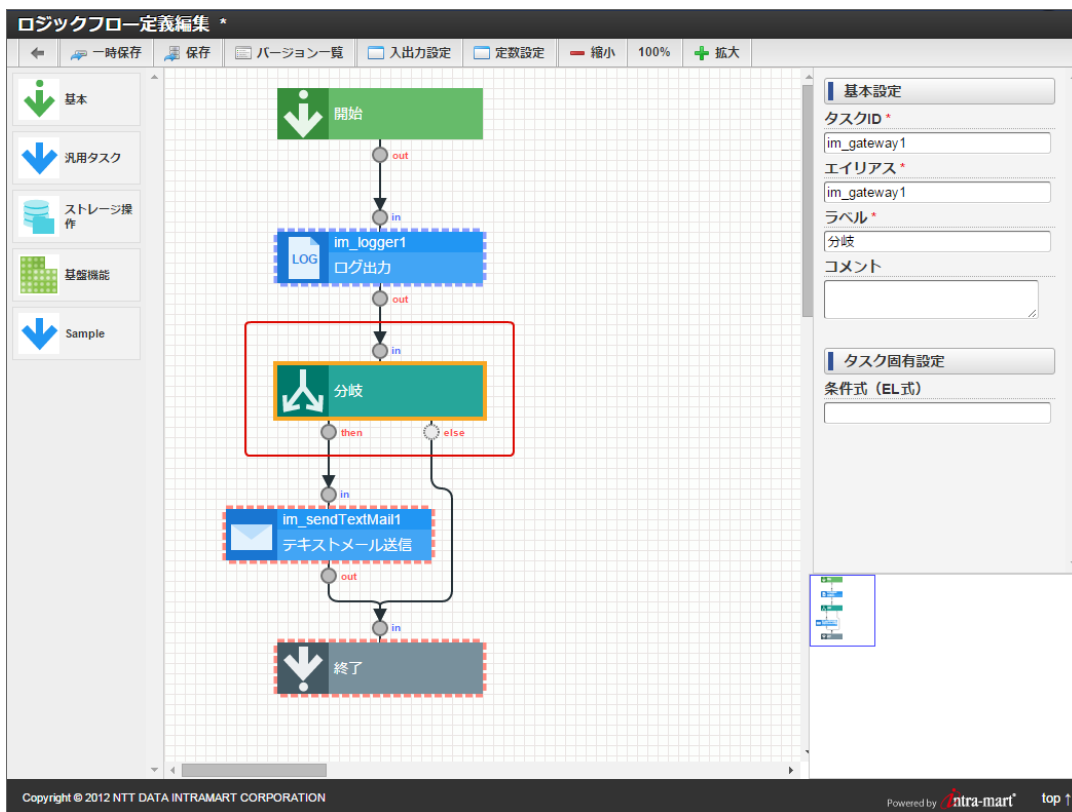 ロジックフロー定義編集 *
一時保存 保存 バージョン一覧 入出力設定 定数設定 縮小 100% 拡大
基本
汎用タスク
ストレージ操
作
基盤機能
Sample
開始
out
in
LOG
im_logger1
ログ出力
out
in
分岐
then else
in
im_sendTextMail1
テキストメール送信
out
in
終了
基本設定
タスクID *
im_gateway1
エイリアス *
im_gateway1
ラベル *
分岐
コメント
タスク固有設定
条件式（EL式）
Copyright © 2012 NTT DATA INTRAMART CORPORATION
Powered by intra-mart
top ↑